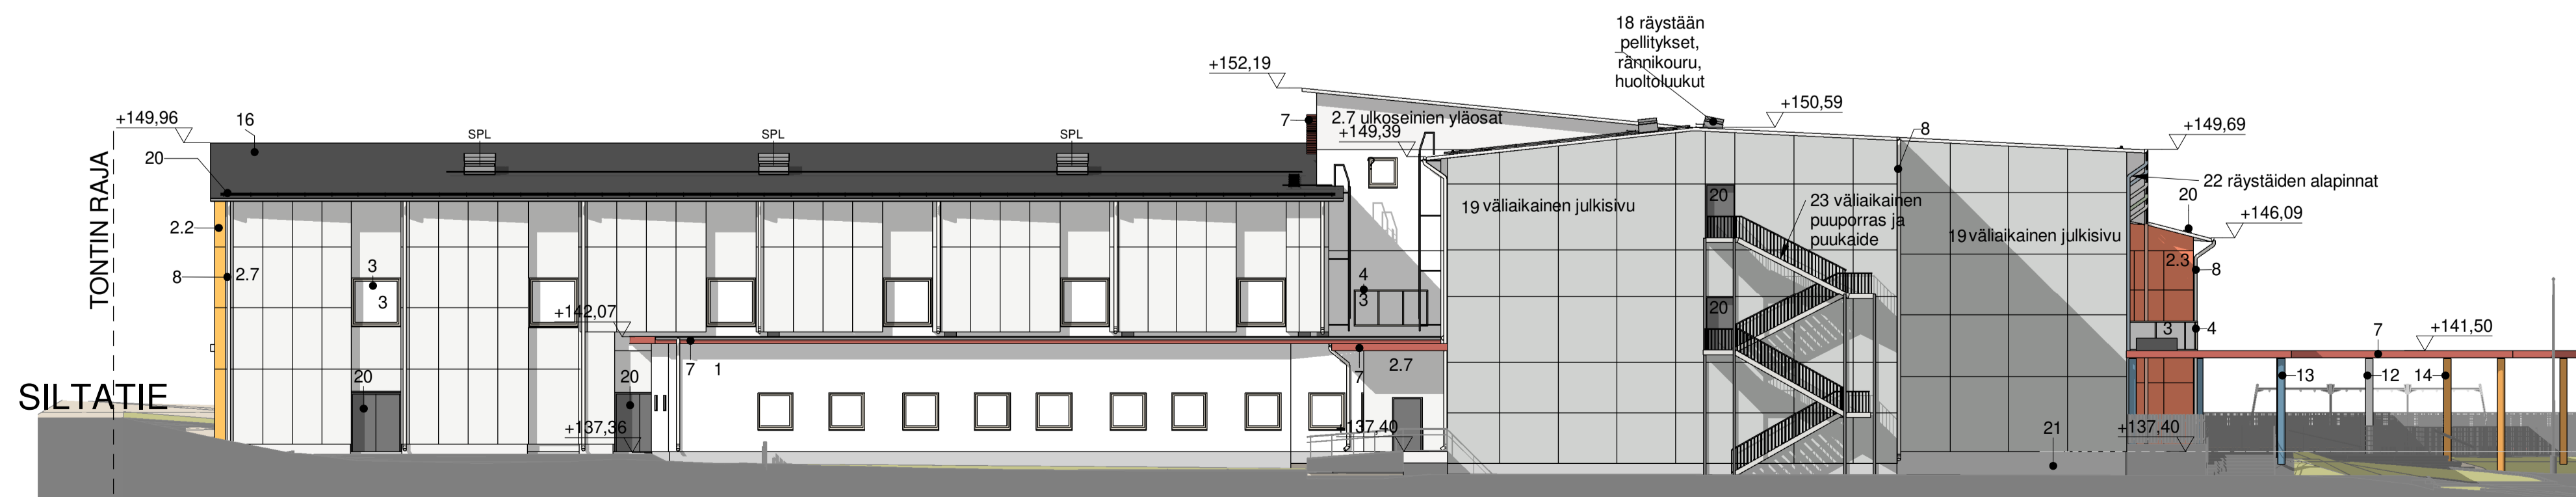 18 räystään
pellitykset,
rännikouru,
huoltoluukut
+152,19
+150,59
+149,96
16
SPL
SPL
SPL
7
2.7 ulkoseinien yläosat
+149,39
8
+149,69
20
TONTIN RAJA
22 räystäiden alapinnat
20
19 väliaikainen julkisivu
20
23 väliaikainen
puuporras ja
puukaide
20
+146,09
2.2
19 väliaikainen julkisivu
8
2.7
3
3
4
3
2.3
8
+142,07
20
3
4
7
+141,50
7
1
7
2.7
20
20
13
12
14
SILTATIE
+137,36
+137,40
21
+137,40